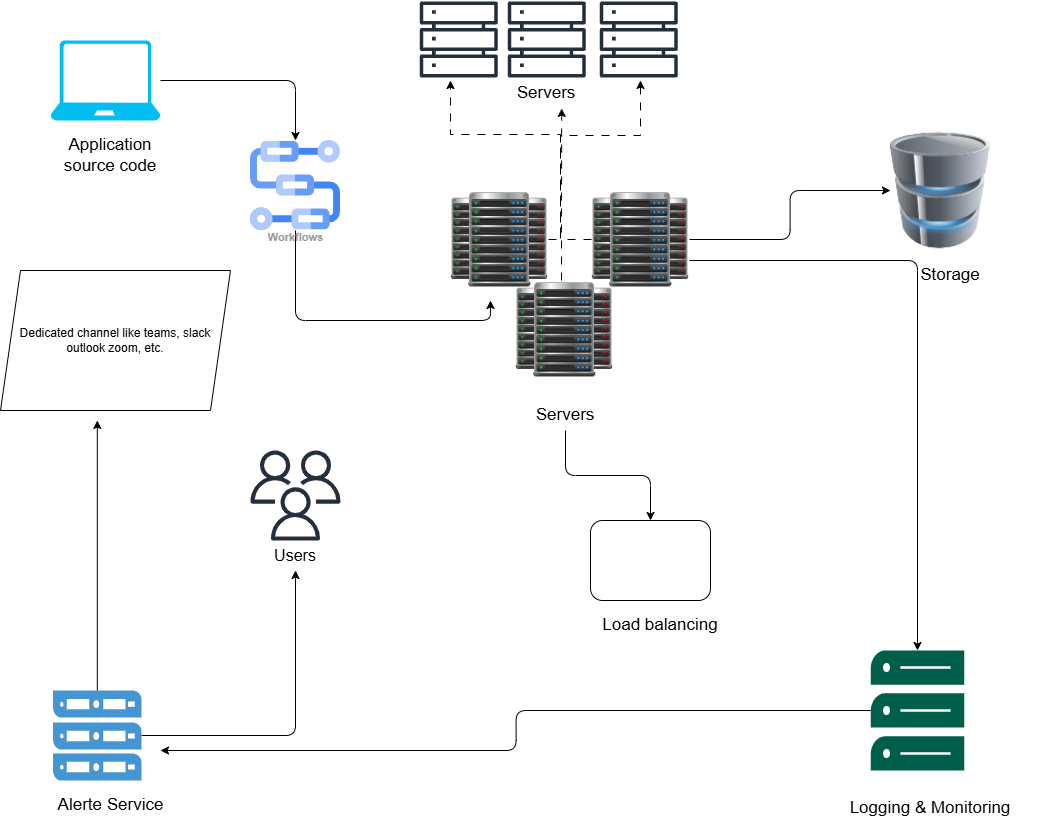 Servers
Application
source code
Workflows
Storage
Dedicated channel like teams, slack
outlook zoom, etc.
Servers
Users
Load balancing
Alerte Service
Logging & Monitoring